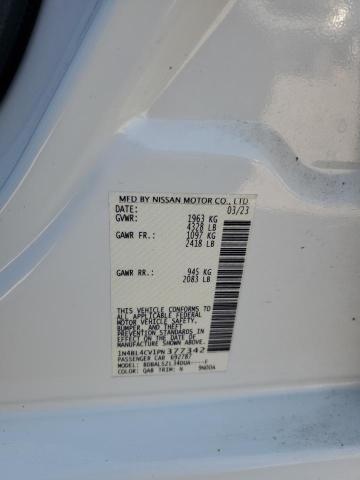 MFD BY NISSAN MOTOR CO., LTD.
DATE: 03/23
GVWR: 1963 KG
4328 LB
GAWR FR.: 1097 KG
2418 LB
GAWR RR: 945 KG
2083 LB
THIS VEHICLE CONFORMS TO
ALL APPLICABLE FEDERAL
MOTOR VEHICLE SAFETY,
BUMPER, AND THEFT PREVENTION
STANDARDS IN EFFECT ON THE
DATE OF MANUFACTURE
SHOWN ABOVE.
1N4BL4CV1PN377342
PASSENGER CAR 692787
MODEL:
COLOR: QAB TRIM: